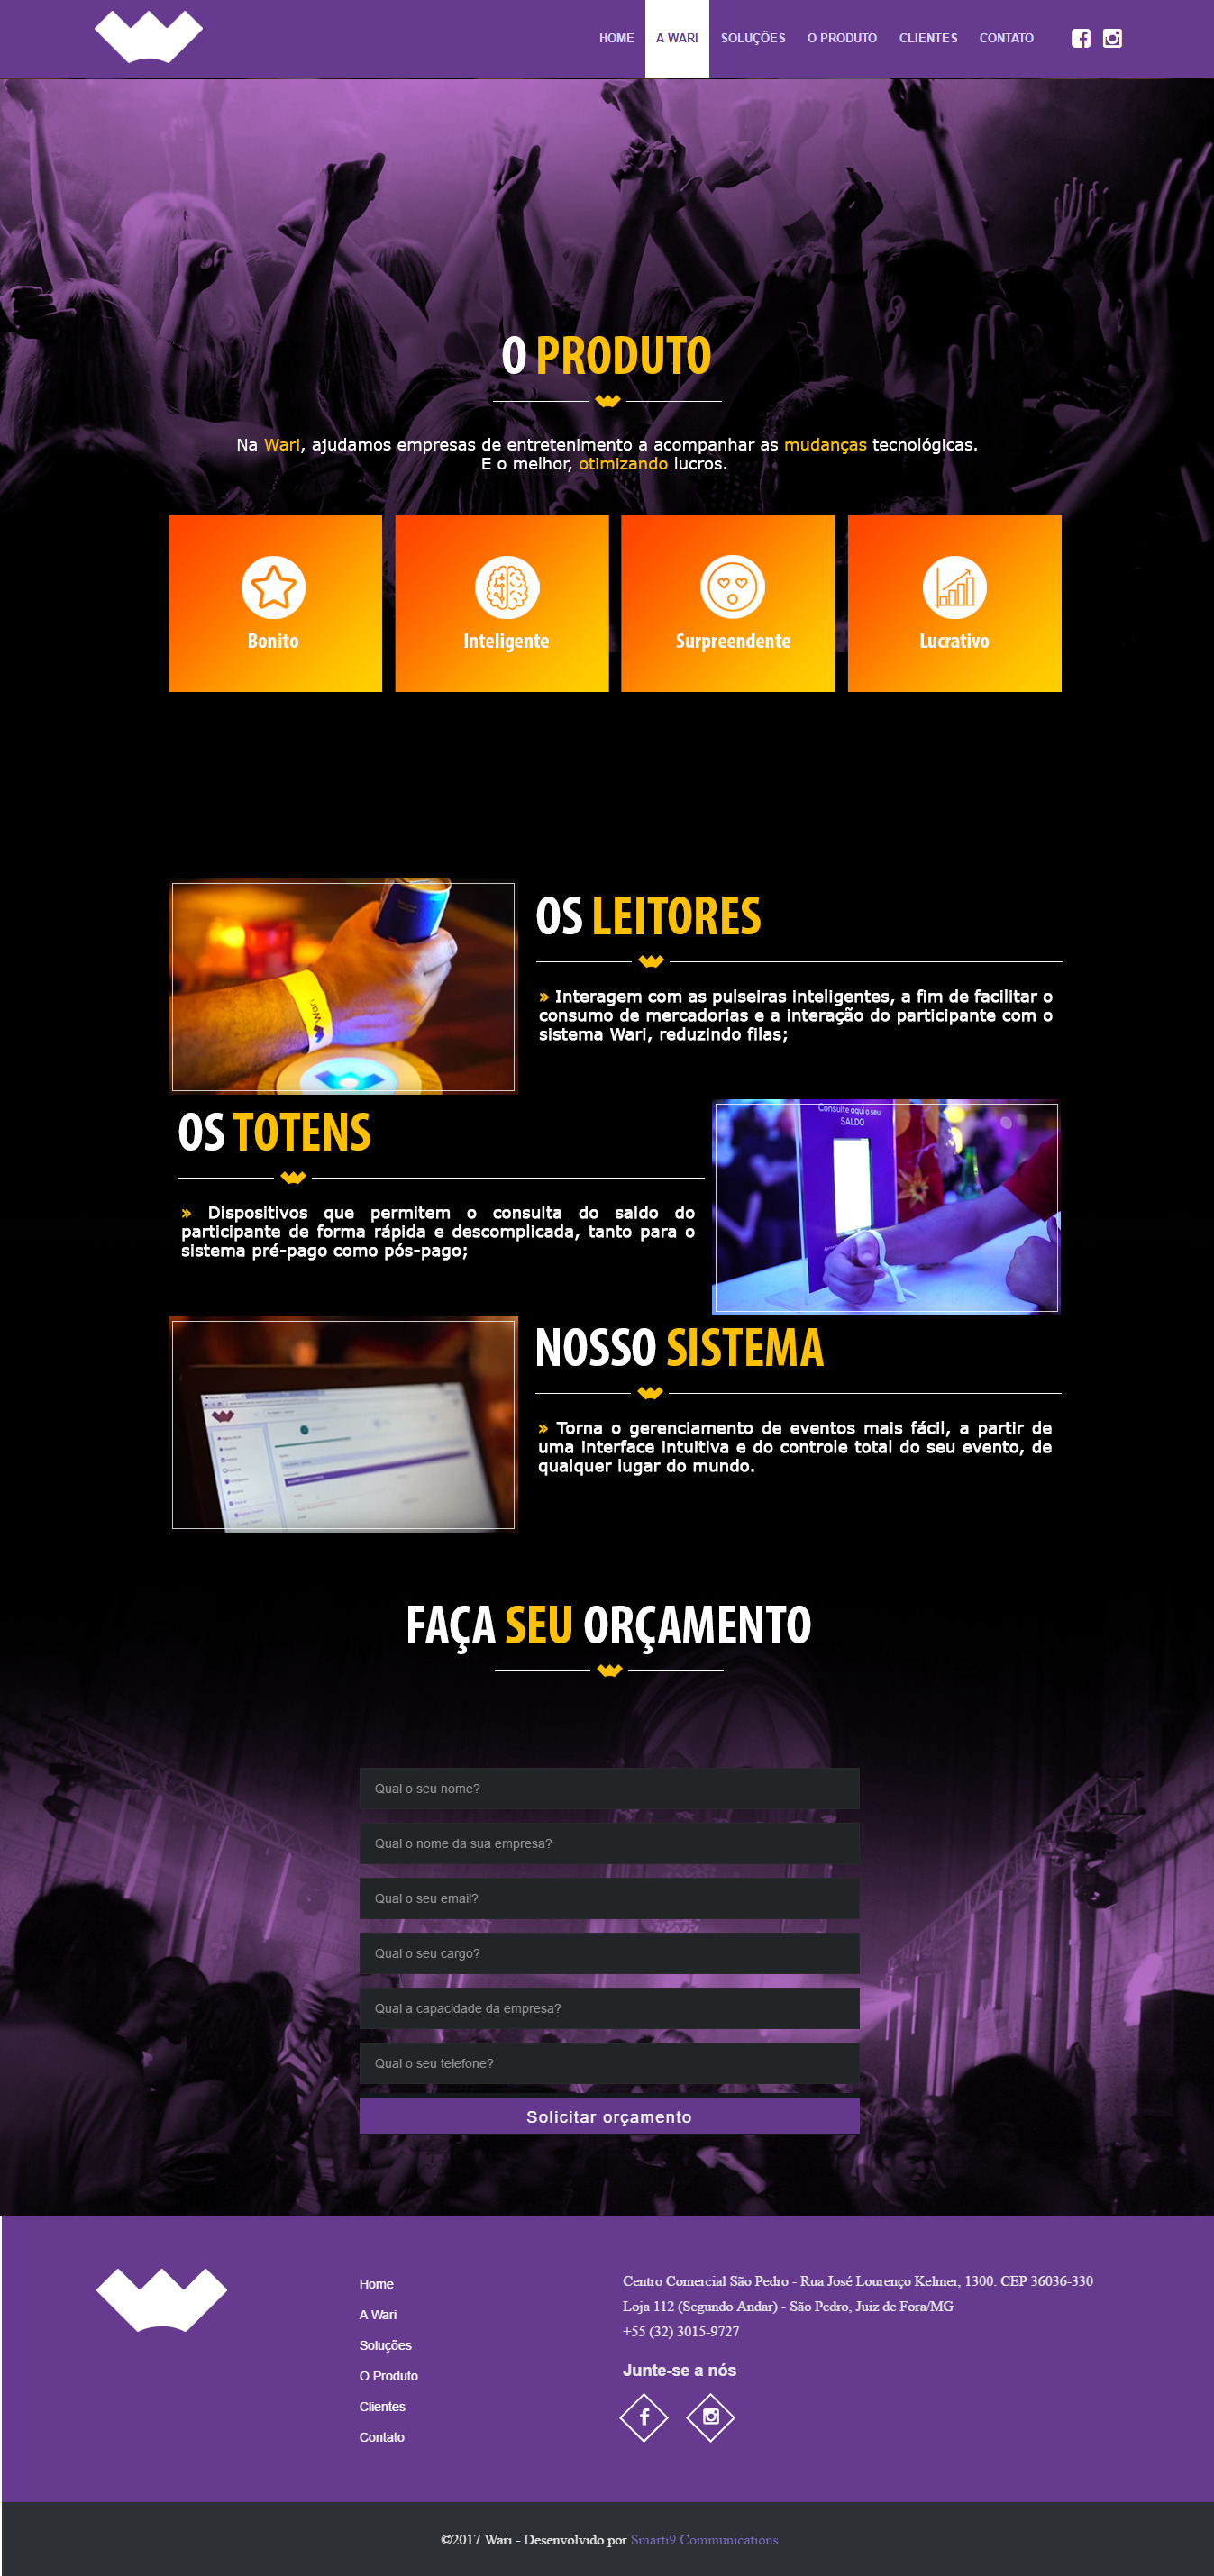 HOME A WARI SOLUÇÕES O PRODUTO CLIENTES CONTATO
O PRODUTO
Na Wari, ajudamos empresas de entretenimento a acompanhar as mudanças tecnológicas.
E o melhor, otimizando lucros.
Bonito
Inteligente
Surpreendente
Lucrativo
Wari
OS LEITORES
» Interagem com as pulseiras inteligentes, a fim de facilitar o
consumo de mercadorias e a interação do participante com o
sistema Wari, reduzindo filas;
OS TOTENS
» Dispositivos que permitem o consulta do saldo do
participante de forma rápida e descomplicada, tanto para o
sistema pré-pago como pós-pago;
Consulte aqui o seu
SALDO
NOSSO SISTEMA
» Torna o gerenciamento de eventos mais fácil, a partir de
uma interface intuitiva e do controle total do seu evento, de
qualquer lugar do mundo.
FAÇA SEU ORÇAMENTO
Qual o seu nome?
Qual o nome da sua empresa?
Qual o seu email?
Qual o seu cargo?
Qual a capacidade da empresa?
Qual o seu telefone?
Solicitar orçamento
Home
A Wari
Soluções
O Produto
Clientes
Contato
Centro Comercial São Pedro - Rua José Lourenço Kelmer, 1300. CEP 36036-330
Loja 112 (Segundo Andar) - São Pedro, Juiz de Fora/MG
+55 (32) 3015-9727
Junte-se a nós
©2017 Wari - Desenvolvido por Smarti9 Communications